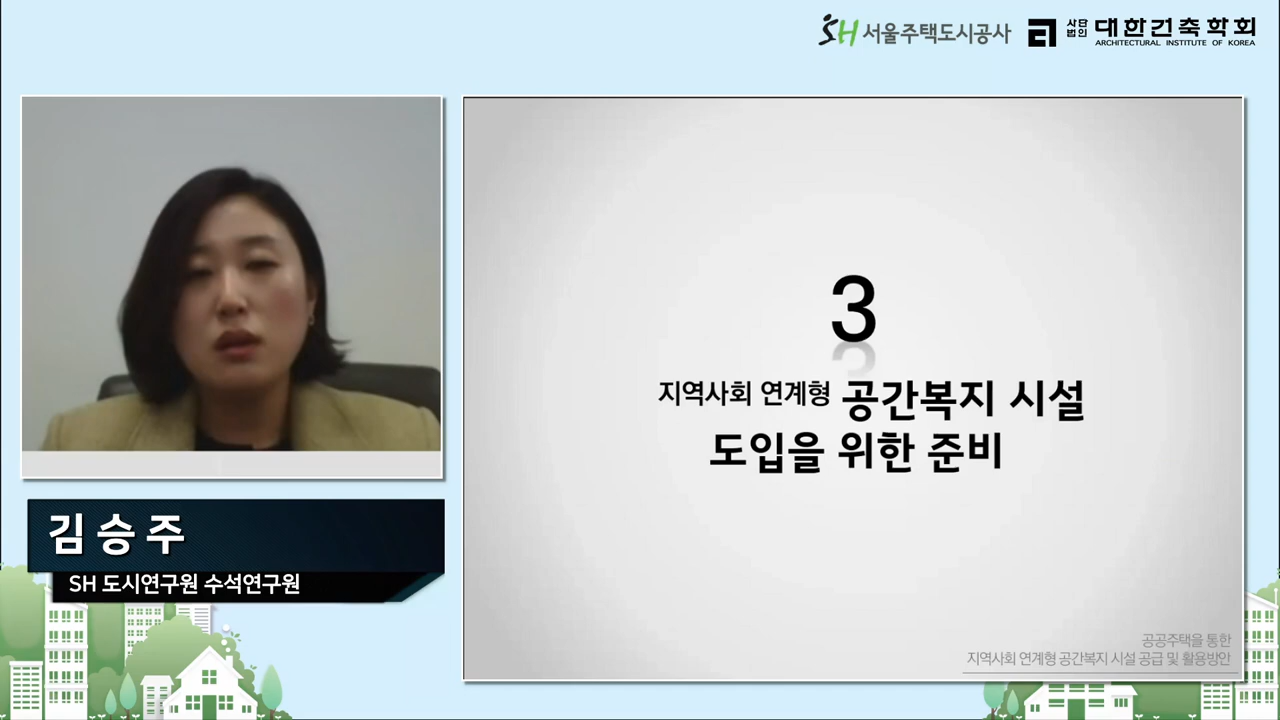 SH 서울주택도시공사
사단법인 대한건축학회
ARCHITECTURAL INSTITUTE OF KOREA
3
지역사회 연계형 공간복지 시설
도입을 위한 준비
김승주
SH 도시연구원 수석연구원
공공주택을 통한
지역사회 연계형 공간복지 시설 공급 및 활용방안